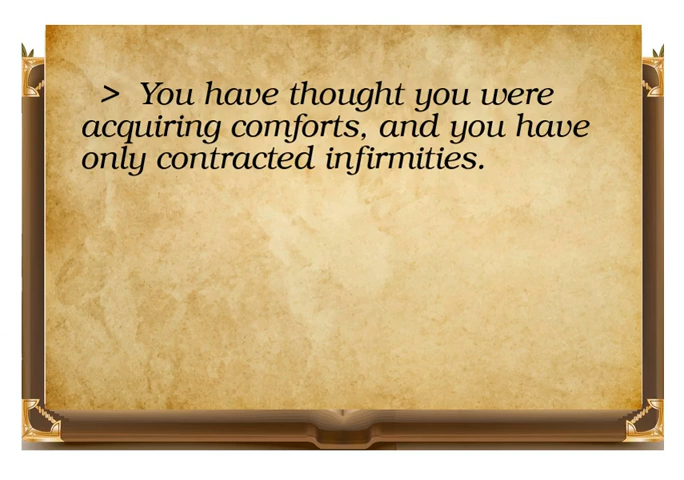 > You have thought you were
acquiring comforts, and you have
only contracted infirmities.